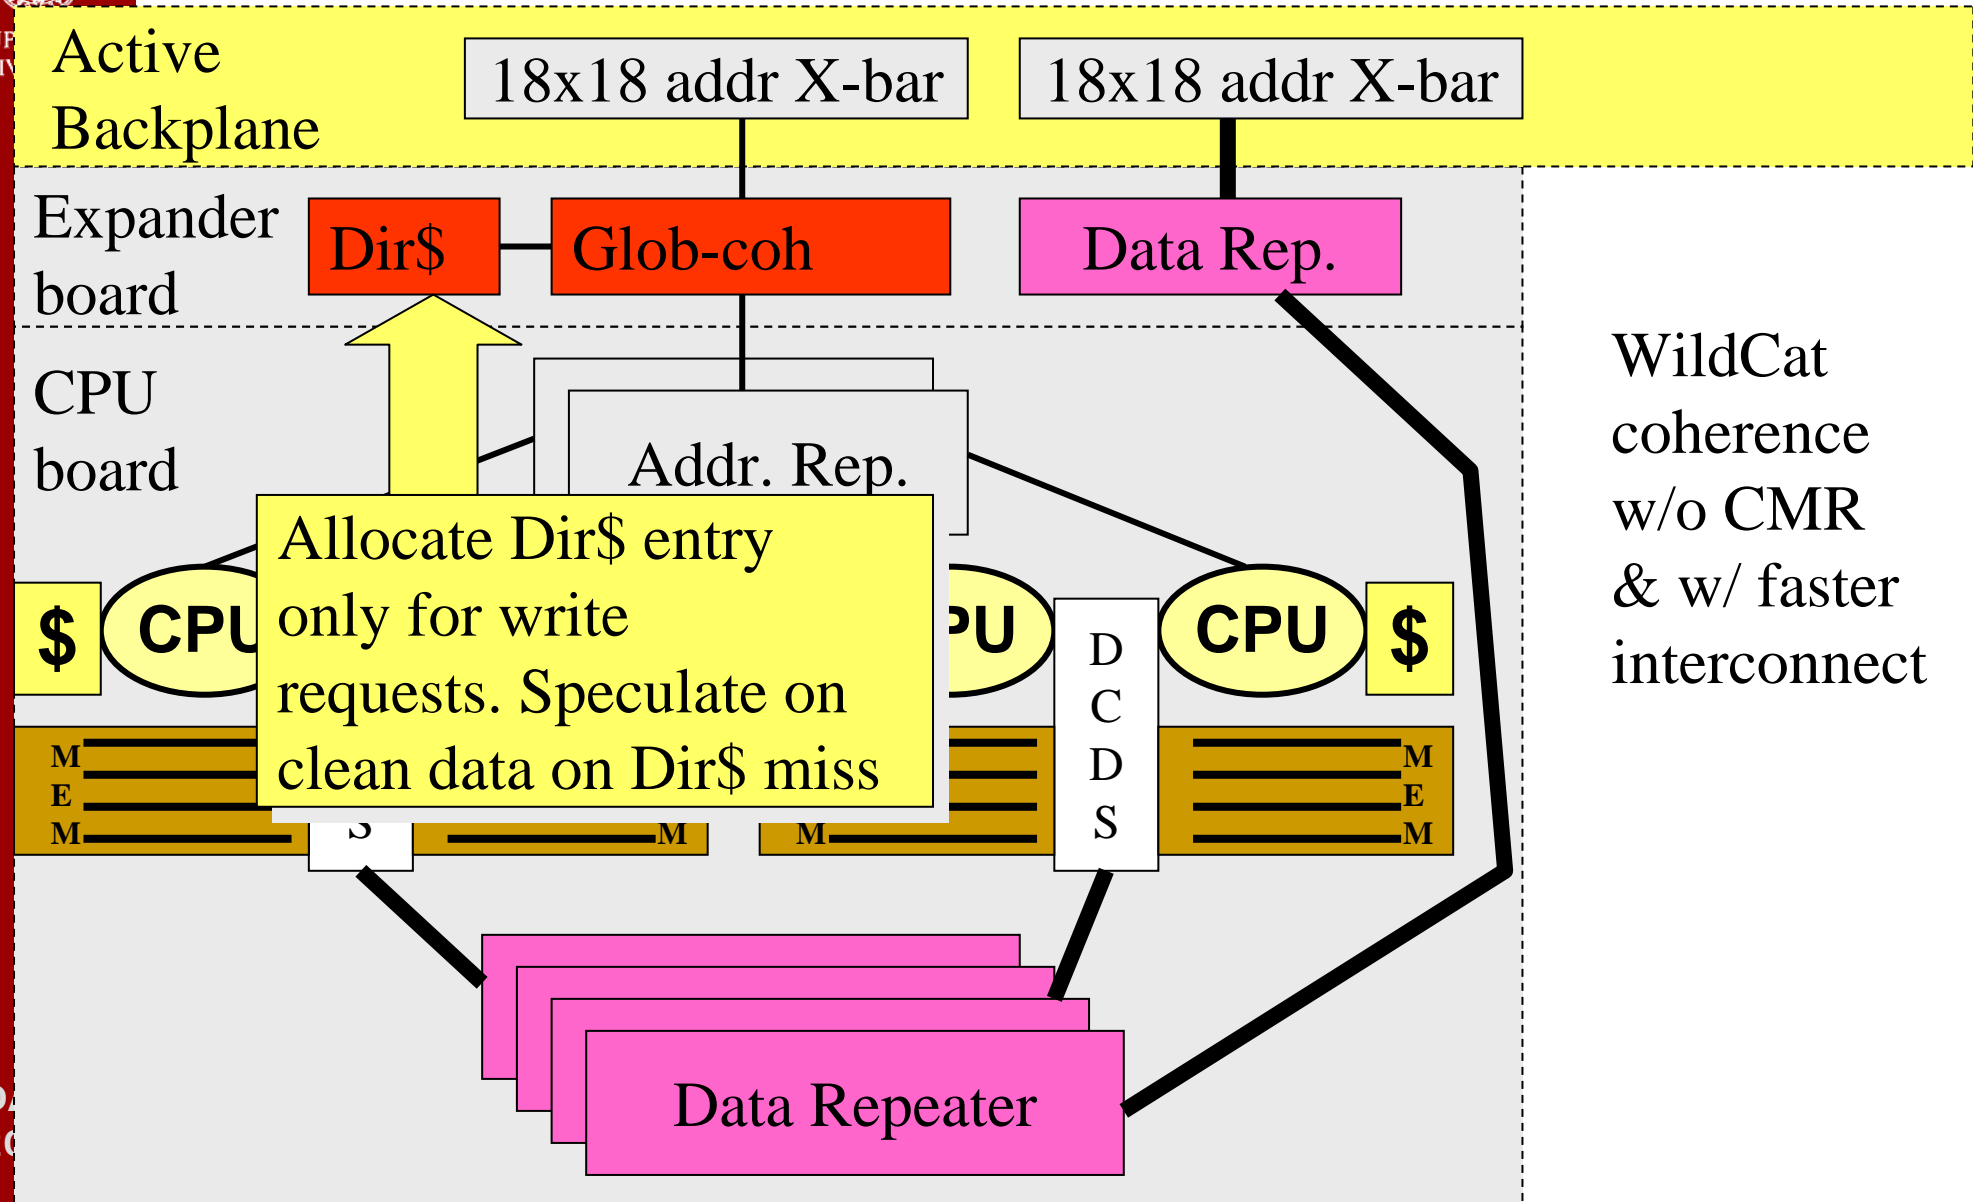 Active
Backplane
18x18 addr X-bar
18x18 addr X-bar
Expander
board
Dir$
Glob-coh
Data Rep.
CPU
board
Addr. Rep.
WildCat
coherence
w/o CMR
& w/ faster
interconnect
Allocate Dir$ entry
only for write
requests. Speculate on
clean data on Dir$ miss
$
CPU
PU
D
C
D
S
CPU
$
M
E
M
S
M
M
M
E
M
Data Repeater